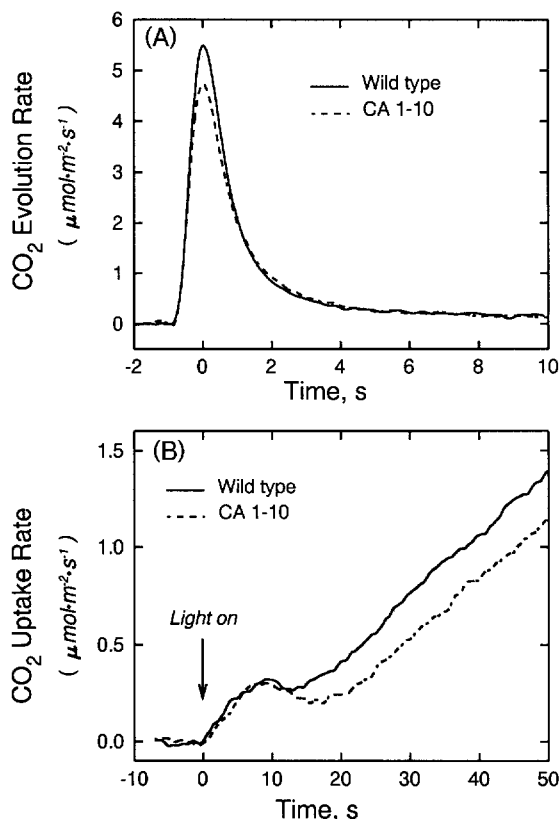 (A)
Wild type
CA 1-10
CO2 Evolution Rate
( μmol·m-2·s-1)
6
5
4
3
2
1
0
-2 0 2 4 6 8 10
Time, s
(B)
Wild type
CA 1-10
Light on
CO2 Uptake Rate
( μmol·m-2·s-1)
1.5
1.0
0.5
0.0
-10 0 10 20 30 40 50
Time, s